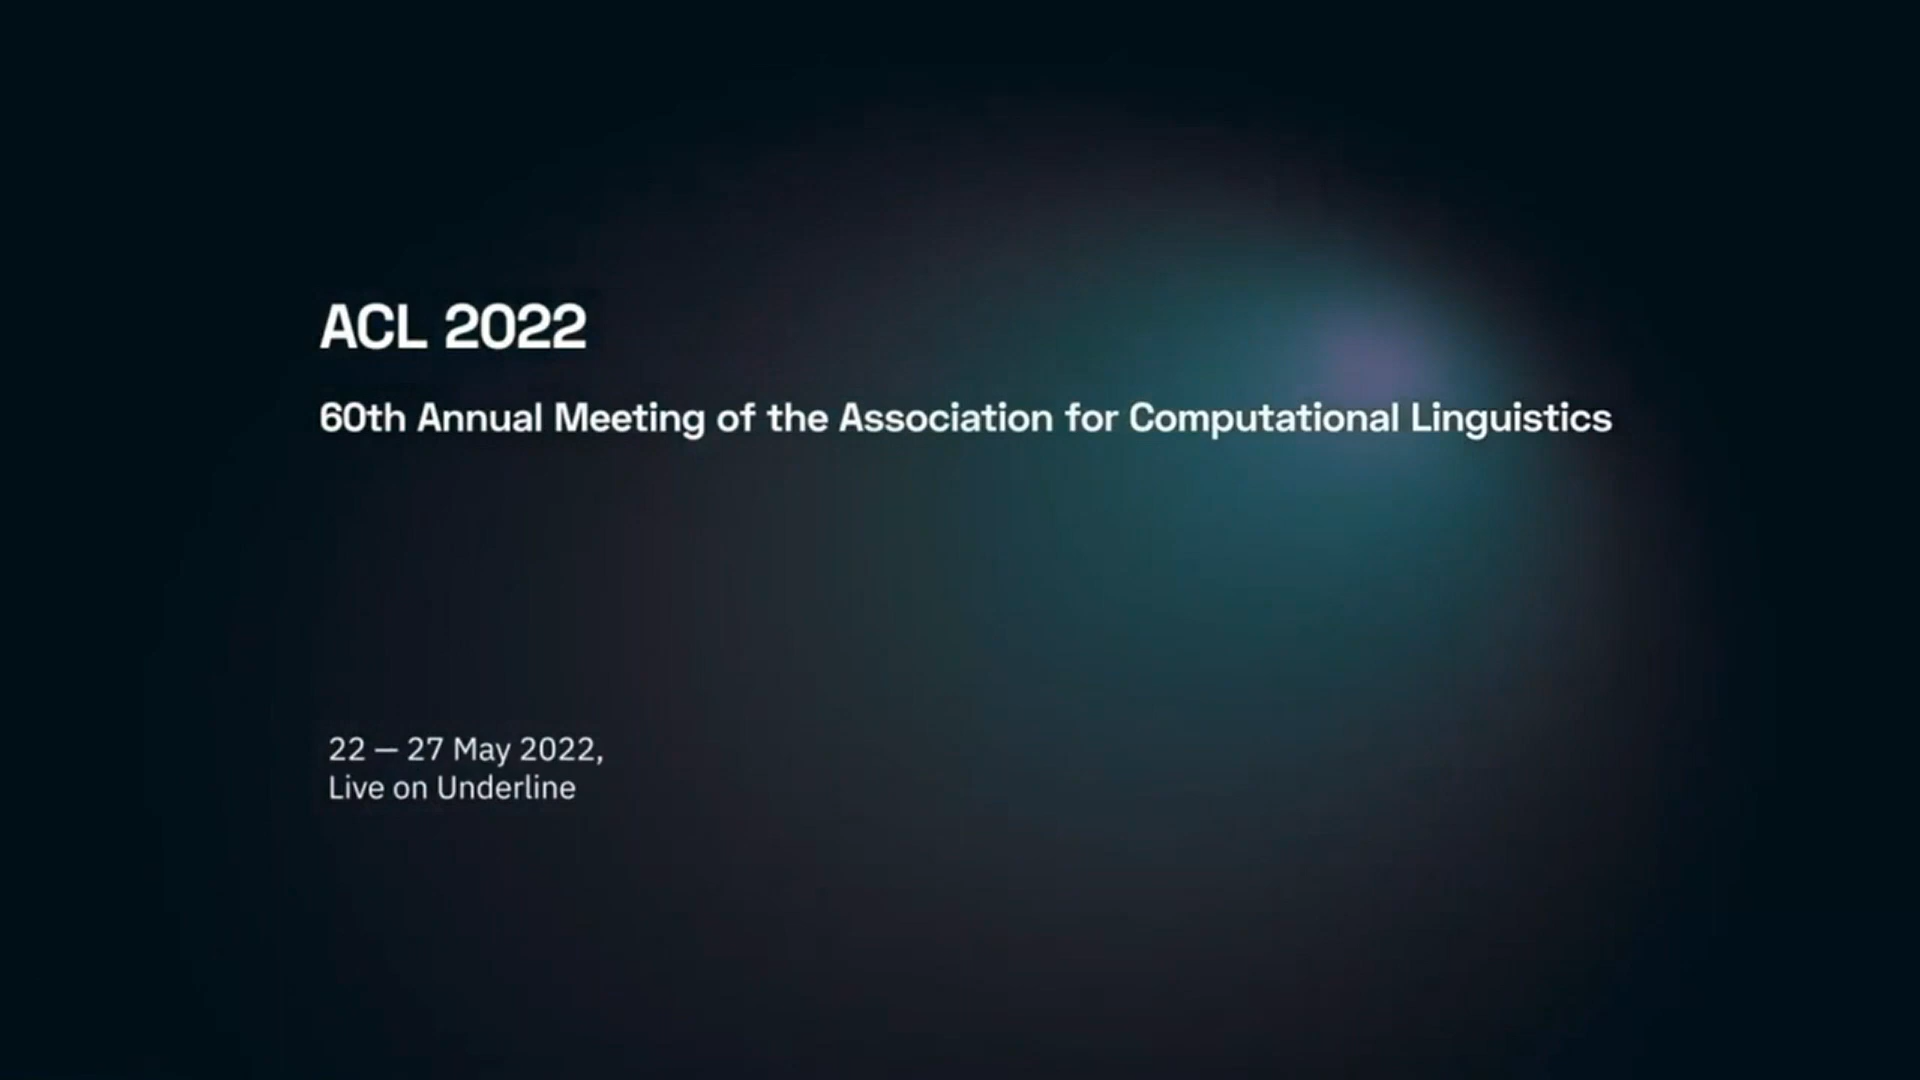 ACL 2022
60th Annual Meeting of the Association for Computational Linguistics
22 — 27 May 2022,
Live on Underline